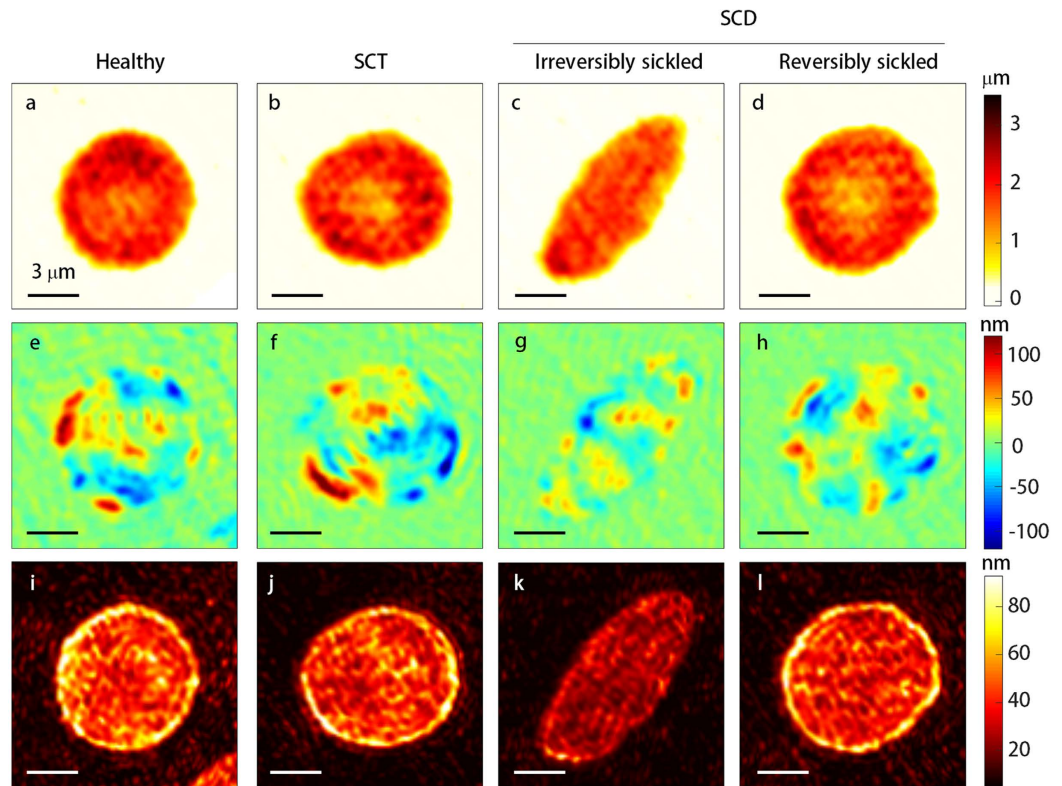 SCD
Healthy
SCT
Irreversibly sickled
Reversibly sickled
a
b
c
d
μm
3
2
1
0
3 μm
e
f
g
h
nm
100
50
0
-50
-100
i
j
k
l
nm
80
60
40
20